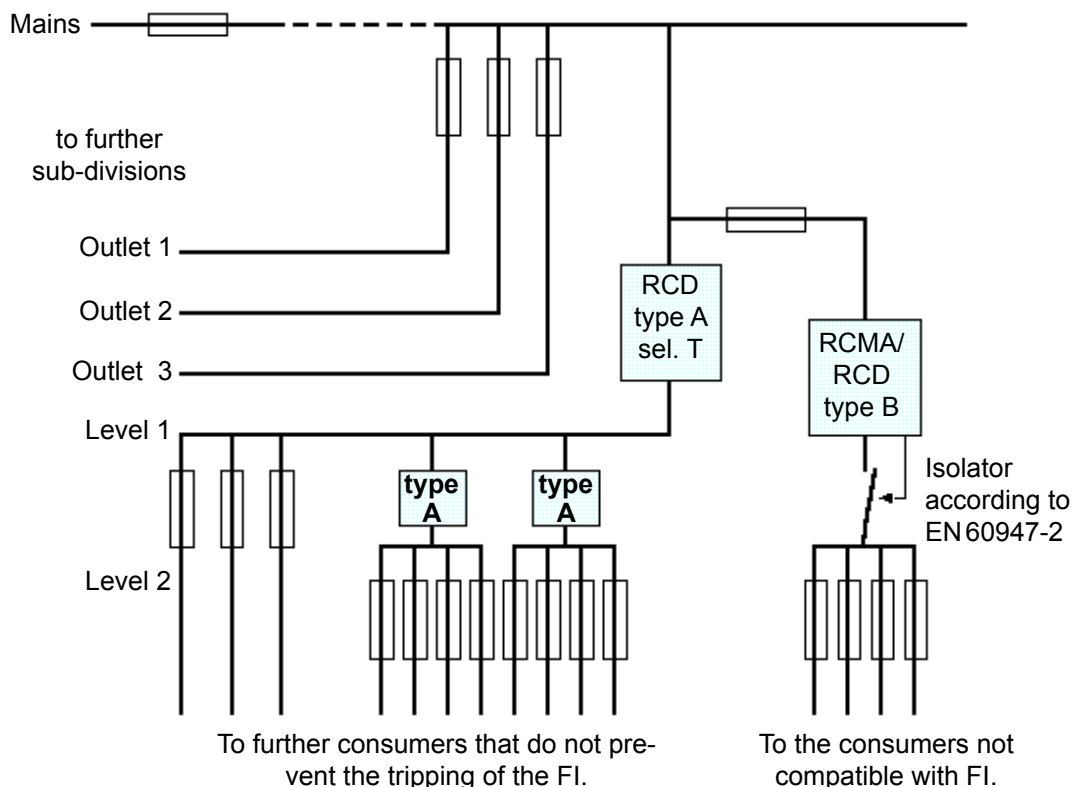 Mains
to further
sub-divisions
Outlet 1
Outlet 2
Outlet 3
Level 1
Level 2
RCD
type A
sel. T
RCMA/
RCD
type B
type
A
type
A
Isolator
according to
EN 60947-2
To further consumers that do not pre-
vent the tripping of the FI.
To the consumers not
compatible with FI.